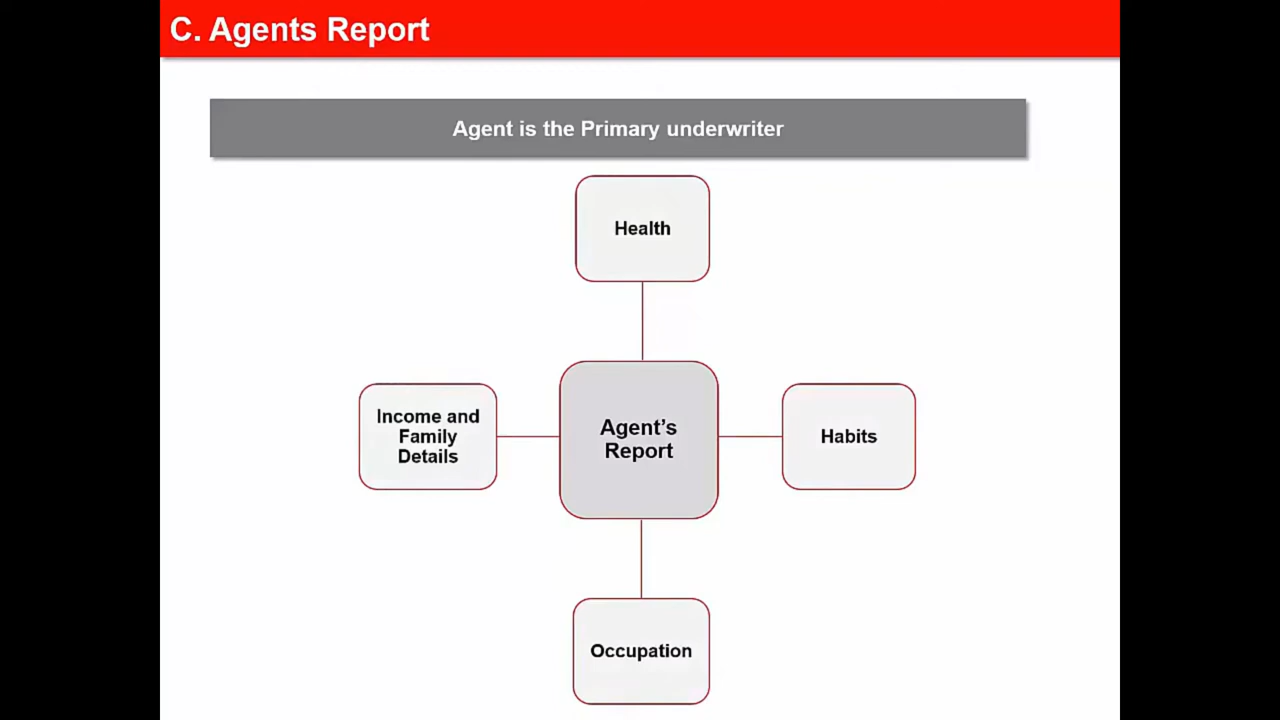 C. Agents Report
Agent is the Primary underwriter
Health
Income and
Family
Details
Agent’s
Report
Habits
Occupation